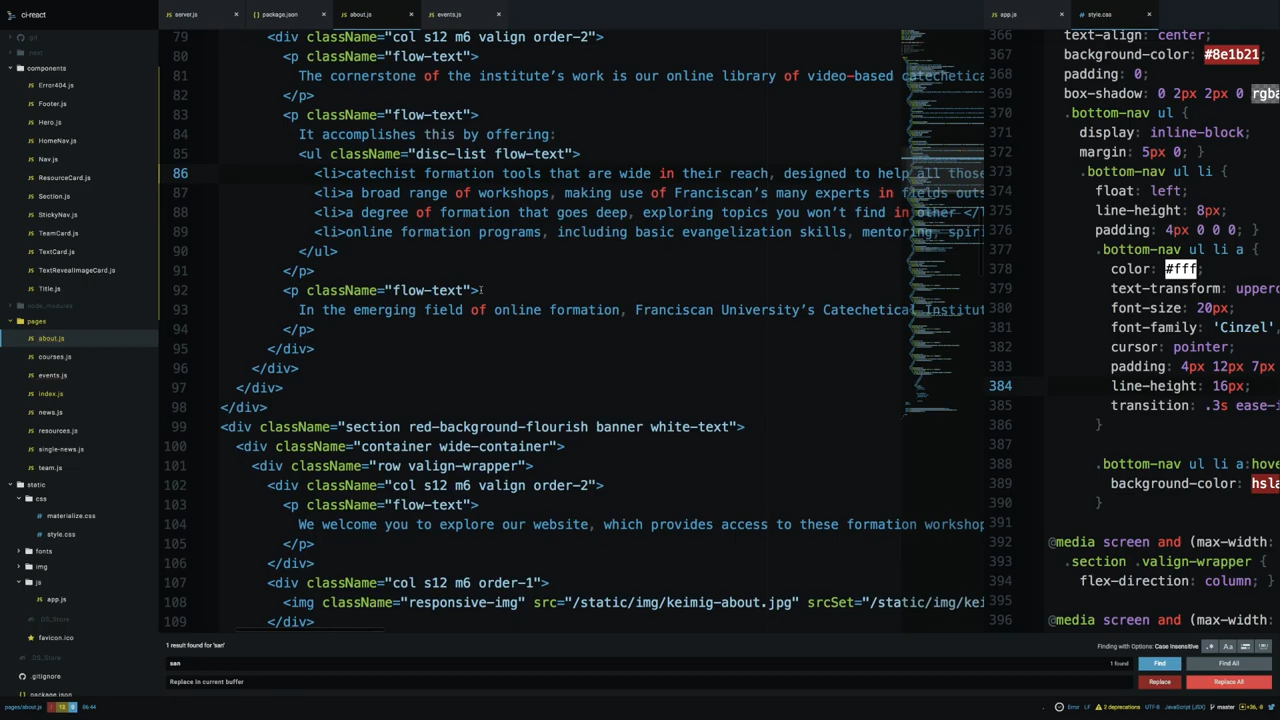 ci-react
server.js
package.json
about.js
events.js
app.js
style.css
.git
.next
components
Error404.js
Footer.js
Hero.js
HomeNav.js
Nav.js
ResourceCard.js
Section.js
StickyNav.js
TeamCard.js
TextCard.js
TextRevealImageCard.js
Title.js
node_modules
pages
about.js
courses.js
events.js
index.js
news.js
resources.js
single-news.js
team.js
static
css
materialize.css
style.css
fonts
img
js
app.js
.DS_Store
favicon.ico
.DS_Store
.gitignore
package.json
79 <div className="col s12 m6 valign order-2">
80 <p className="flow-text">
81 The cornerstone of the institute’s work is our online library of video-based catechetica
82 </p>
83 <p className="flow-text">
84 It accomplishes this by offering:
85 <ul className="disc-list flow-text">
86 <li>catechist formation tools that are wide in their reach, designed to help all those
87 <li>a broad range of workshops, making use of Franciscan’s many experts in fields outs
88 <li>a degree of formation that goes deep, exploring topics you won’t find in other </
89 <li>online formation programs, including basic evangelization skills, mentoring, spiri
90 </ul>
91 </p>
92 <p className="flow-text">
93 In the emerging field of online formation, Franciscan University’s Catechetical Institut
94 </p>
95 </div>
96 </div>
97 </div>
98 </div>
99 <div className="section red-background-flourish banner white-text">
100 <div className="container wide-container">
101 <div className="row valign-wrapper">
102 <div className="col s12 m6 valign order-2">
103 <p className="flow-text">
104 We welcome you to explore our website, which provides access to these formation workshop
105 </p>
106 </div>
107 <div className="col s12 m6 order-1">
108 <img className="responsive-img" src="/static/img/keimig-about.jpg" srcSet="/static/img/kei
109 </div>
366 text-align: center;
367 background-color: #8e1b21;
368 padding: 0;
369 box-shadow: 0 2px 2px 0 rgba
370 .bottom-nav ul {
371 display: inline-block;
372 margin: 5px 0;
373 .bottom-nav ul li {
374 float: left;
375 line-height: 8px;
376 padding: 4px 0 0 0; }
377 .bottom-nav ul li a {
378 color: #fff;
379 text-transform: upperc
380 font-size: 20px;
381 font-family: 'Cinzel',
382 cursor: pointer;
383 padding: 4px 12px 7px
384 line-height: 16px;
385 transition: .3s ease-i
386 }
387
388 .bottom-nav ul li a:hove
389 background-color: hsla
390 }
391
392 @media screen and (max-width:
393 .section .valign-wrapper {
394 flex-direction: column; }
395
396 @media screen and (max-width:
1 result found for 'san'
Finding with Options: Case Insensitive
.*
Aa
san
1 found
Find
Find All
Replace in current buffer
Replace
Replace All
pages/about.js
12
86:44
Error
LF
2 deprecations
UTF-8
JavaScript (JSX)
master
+36, -8